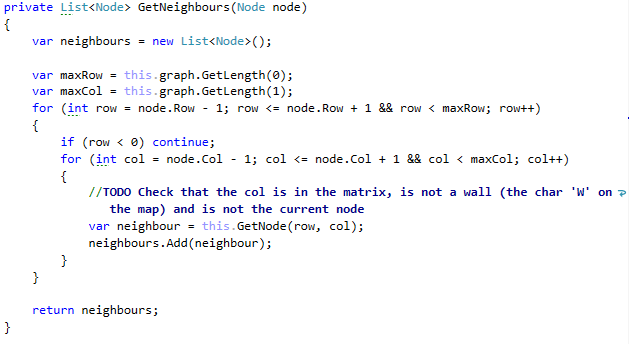 private List<Node> GetNeighbours(Node node)
{
    var neighbours = new List<Node>();

    var maxRow = this.graph.GetLength(0);
    var maxCol = this.graph.GetLength(1);
    for (int row = node.Row - 1; row <= node.Row + 1 && row < maxRow; row++)
    {
        if (row < 0) continue;
        for (int col = node.Col - 1; col <= node.Col + 1 && col < maxCol; col++)
        {
            //TODO Check that the col is in the matrix, is not a wall (the char 'W' on
               the map) and is not the current node
            var neighbour = this.GetNode(row, col);
            neighbours.Add(neighbour);
        }
    }

    return neighbours;
}